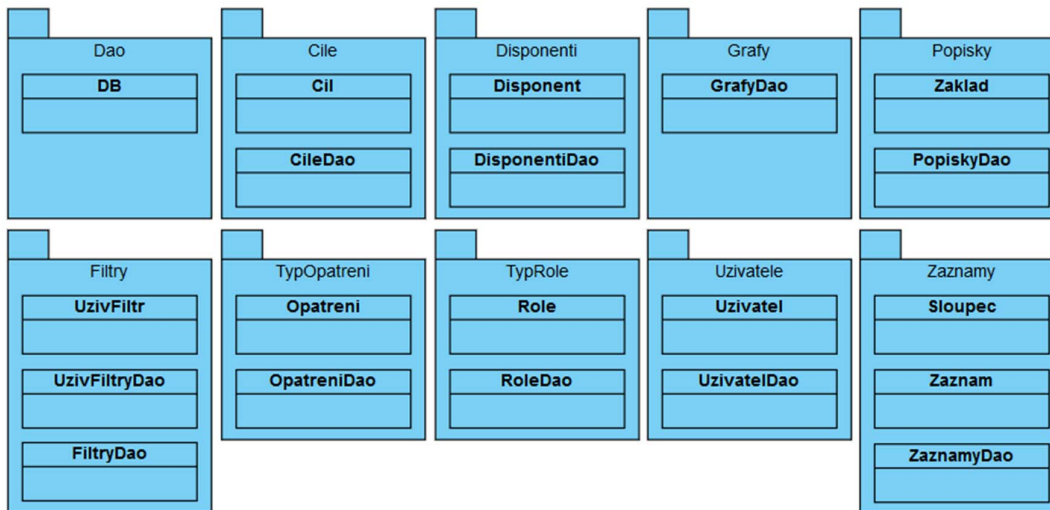 Dao
DB
Cile
Cil
CileDao
Disponenti
Disponent
DisponentiDao
Grafy
GrafyDao
Popisky
Zaklad
PopiskyDao
Filtry
UzivFiltr
UzivFiltryDao
FiltryDao
TypOpatreni
Opatreni
OpatreniDao
TypRole
Role
RoleDao
Uzivatele
Uzivatel
UzivatelDao
Zaznamy
Sloupec
Zaznam
ZaznamyDao